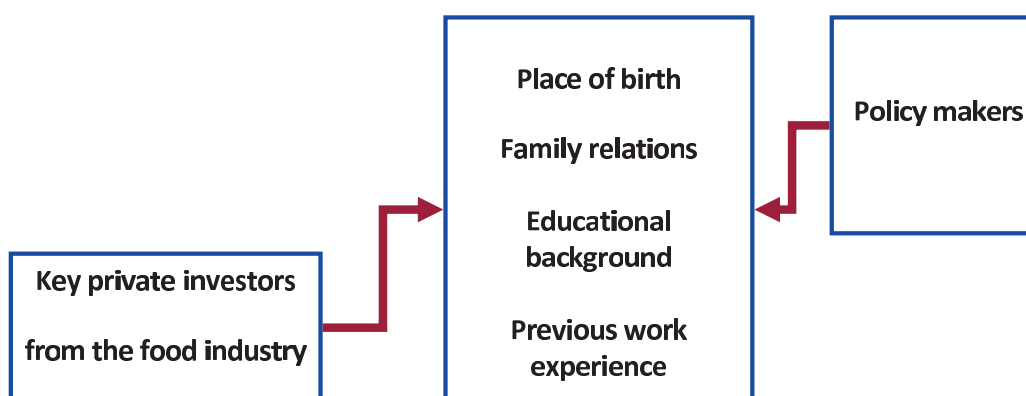 Place of birth
Family relations
Educational
background
Previous work
experience
Policy makers
Key private investors
from the food industry